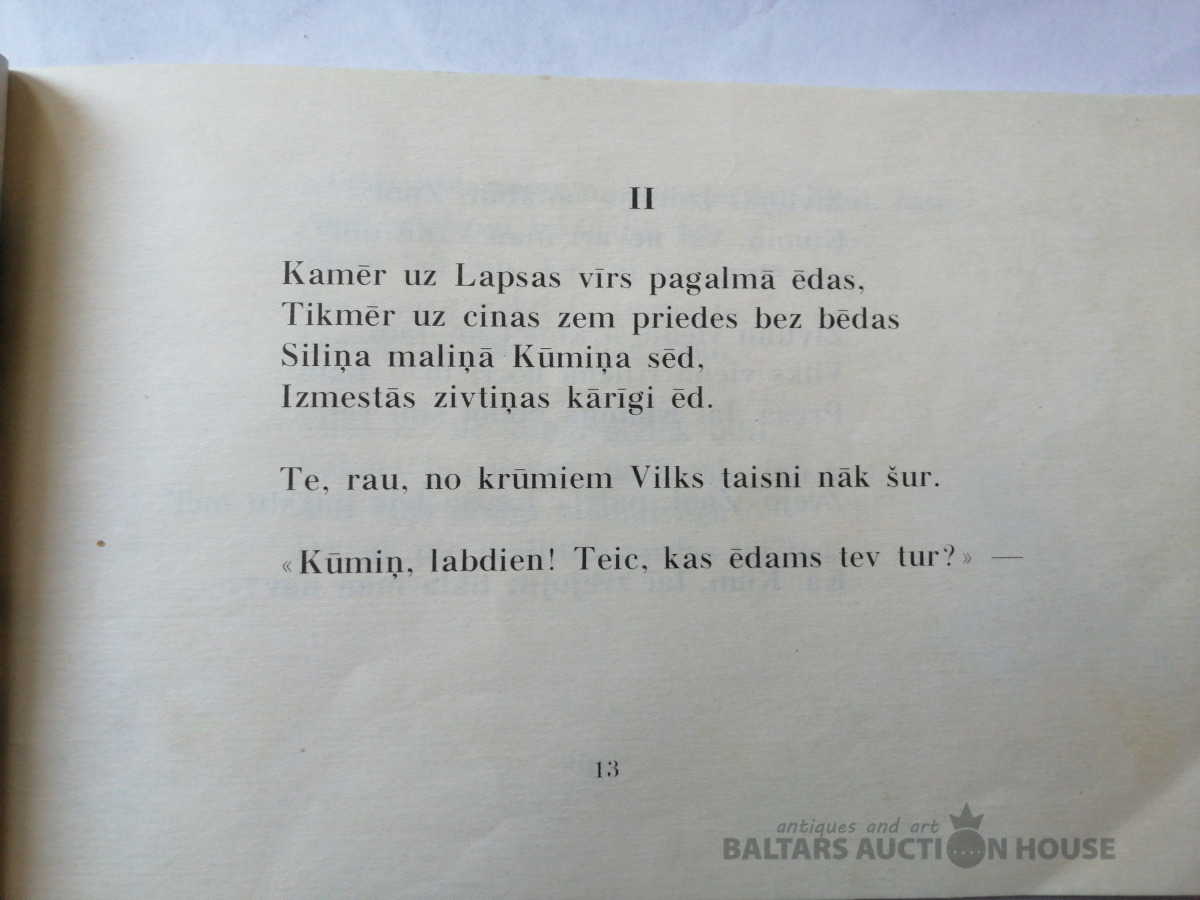 II
Kamēr uz Lapsas vīrs pagalmā ēdas,
Tikmēr uz cinas zem priedes bez bēdas
Siliņa maliņā Kūmiņa sēd,
Izmestās zivtiņas kārīgi ēd.
Te, rau, no krūmiem Vilks taisni nāk šur.
«Kūmiņ, labdien! Teic, kas ēdams tev tur?» —
13
antiques and art
BALTARS AUCTION HOUSE